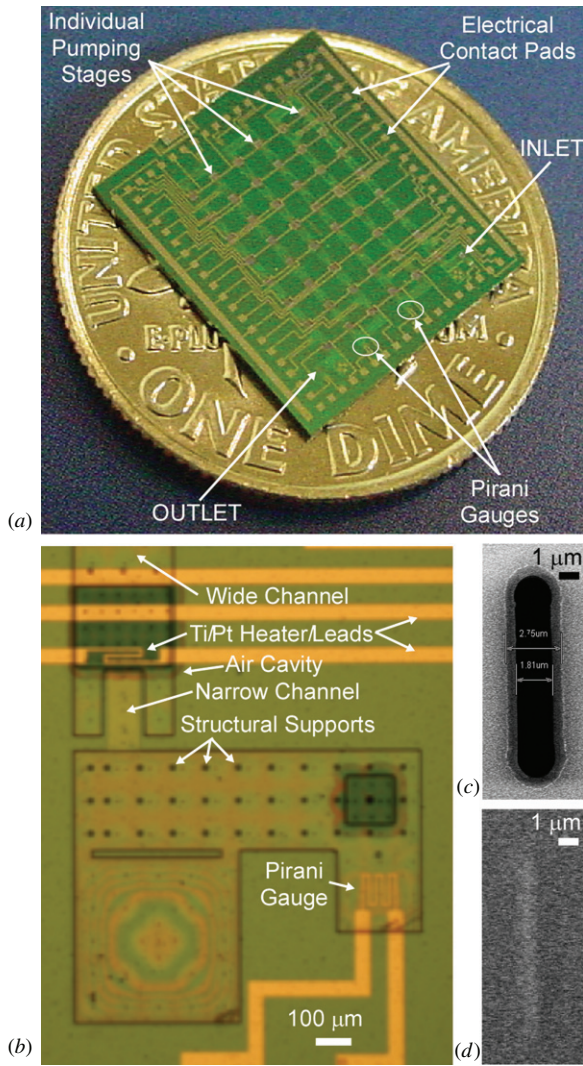 Individual
Pumping
Stages
Electrical
Contact Pads
INLET
UNITED STATES OF AMERICA
E·PLU
UM
ONE DIME
OUTLET
Pirani
Gauges
(a)
Wide Channel
Ti/Pt Heater/Leads
Air Cavity
Narrow Channel
Structural Supports
Pirani
Gauge
100 μm
(b)
1 μm
2.75um
1.81um
(c)
1 μm
(d)